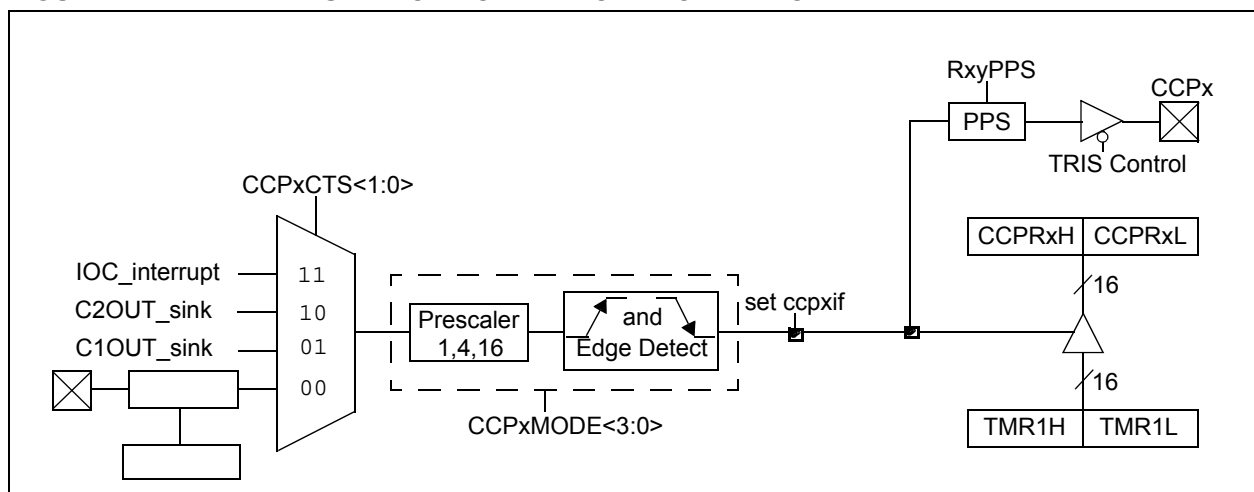 RxyPPS
CCPx
PPS
TRIS Control
CCPxCTS<1:0>
CCPRxH CCPRxL
IOC_interrupt 11
16
C2OUT_sink 10
set ccpxif
Prescaler
1,4,16
and
Edge Detect
C1OUT_sink 01
00
16
CCPxMODE<3:0>
TMR1H TMR1L